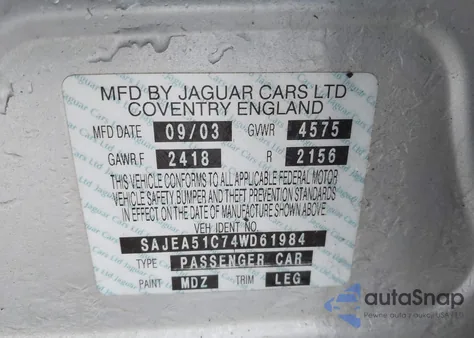 MFD BY JAGUAR CARS LTD
COVENTRY ENGLAND
MFD DATE 09/03 GVWR 4575
GAWR F 2418 R 2156
THIS VEHICLE CONFORMS TO ALL APPLICABLE FEDERAL MOTOR
VEHICLE SAFETY BUMPER AND THEFT PREVENTION STANDARDS
IN EFFECT ON THE DATE OF MANUFACTURE SHOWN ABOVE.
VEH IDENT NO.
SAJEA51C74WD61984
TYPE PASSENGER CAR
PAINT MDZ TRIM LEG
autoSnap